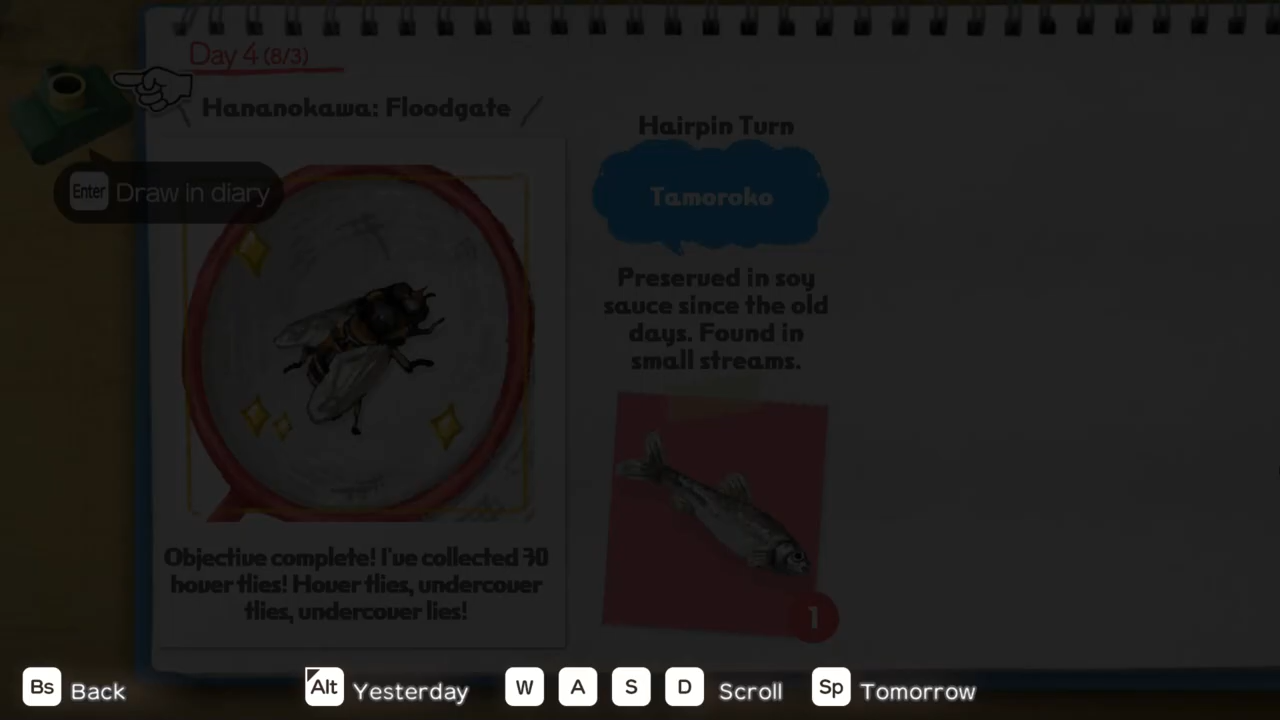 Day 4 (8/3)
Hananokawa: Floodgate
Enter Draw in diary
Objective complete! I've collected 30
hover flies! Hover flies, undercover
flies, undercover lies!
Hairpin Turn
Tamoroko
Preserved in soy
sauce since the old
days. Found in
small streams.
1
Bs Back Alt Yesterday W A S D Scroll Sp Tomorrow